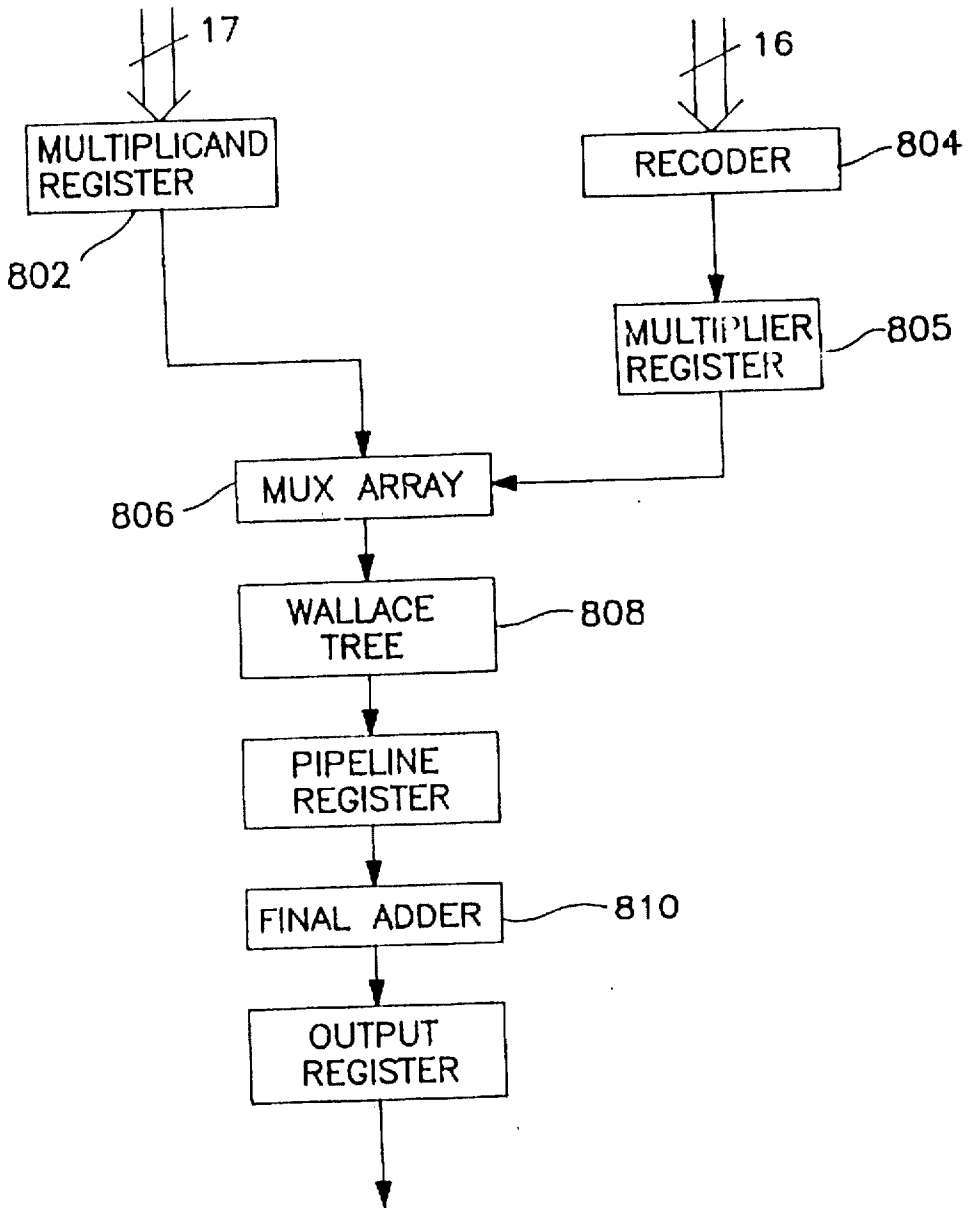 17
16
MULTIPLICAND
REGISTER
802
RECODER
804
MULTIPLIER
REGISTER
805
MUX ARRAY
806
WALLACE
TREE
808
PIPELINE
REGISTER
FINAL ADDER
810
OUTPUT
REGISTER